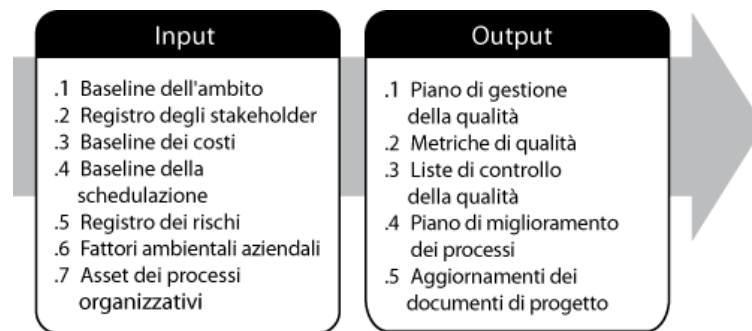 Input
.1 Baseline dell'ambito
.2 Registro degli stakeholder
.3 Baseline dei costi
.4 Baseline della
schedulazione
.5 Registro dei rischi
.6 Fattori ambientali aziendali
.7 Asset dei processi
organizzativi
Output
.1 Piano di gestione
della qualità
.2 Metriche di qualità
.3 Liste di controllo
della qualità
.4 Piano di miglioramento
dei processi
.5 Aggiornamenti dei
documenti di progetto